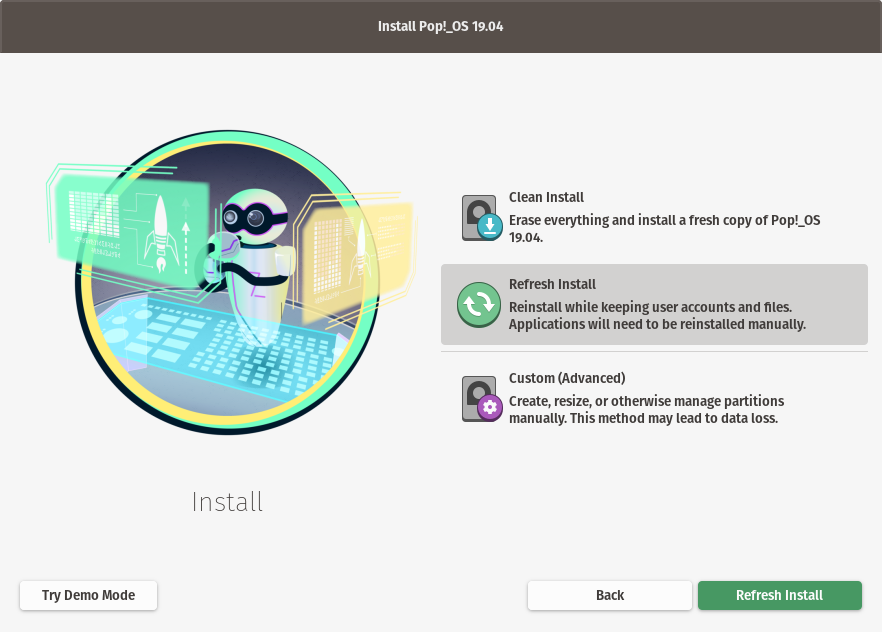 Install Pop!_OS 19.04
Clean Install
Erase everything and install a fresh copy of Pop!_OS
19.04.
Refresh Install
Reinstall while keeping user accounts and files.
Applications will need to be reinstalled manually.
Custom (Advanced)
Create, resize, or otherwise manage partitions
manually. This method may lead to data loss.
Install
Try Demo Mode
Back
Refresh Install